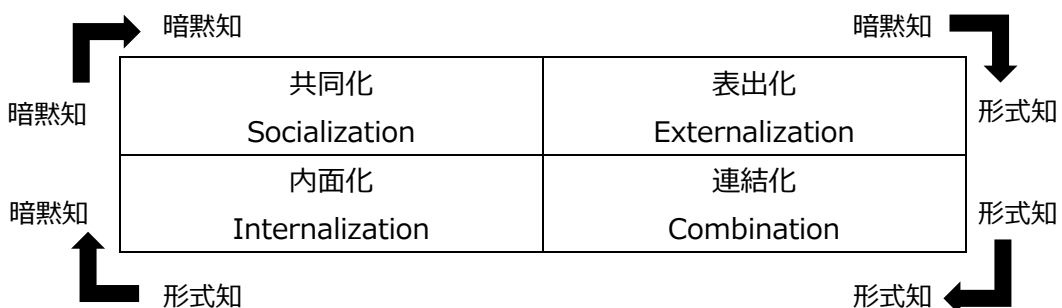 暗黙知
暗黙知
暗黙知
共同化
Socialization
表出化
Externalization
形式知
暗黙知
内面化
Internalization
連結化
Combination
形式知
形式知
形式知